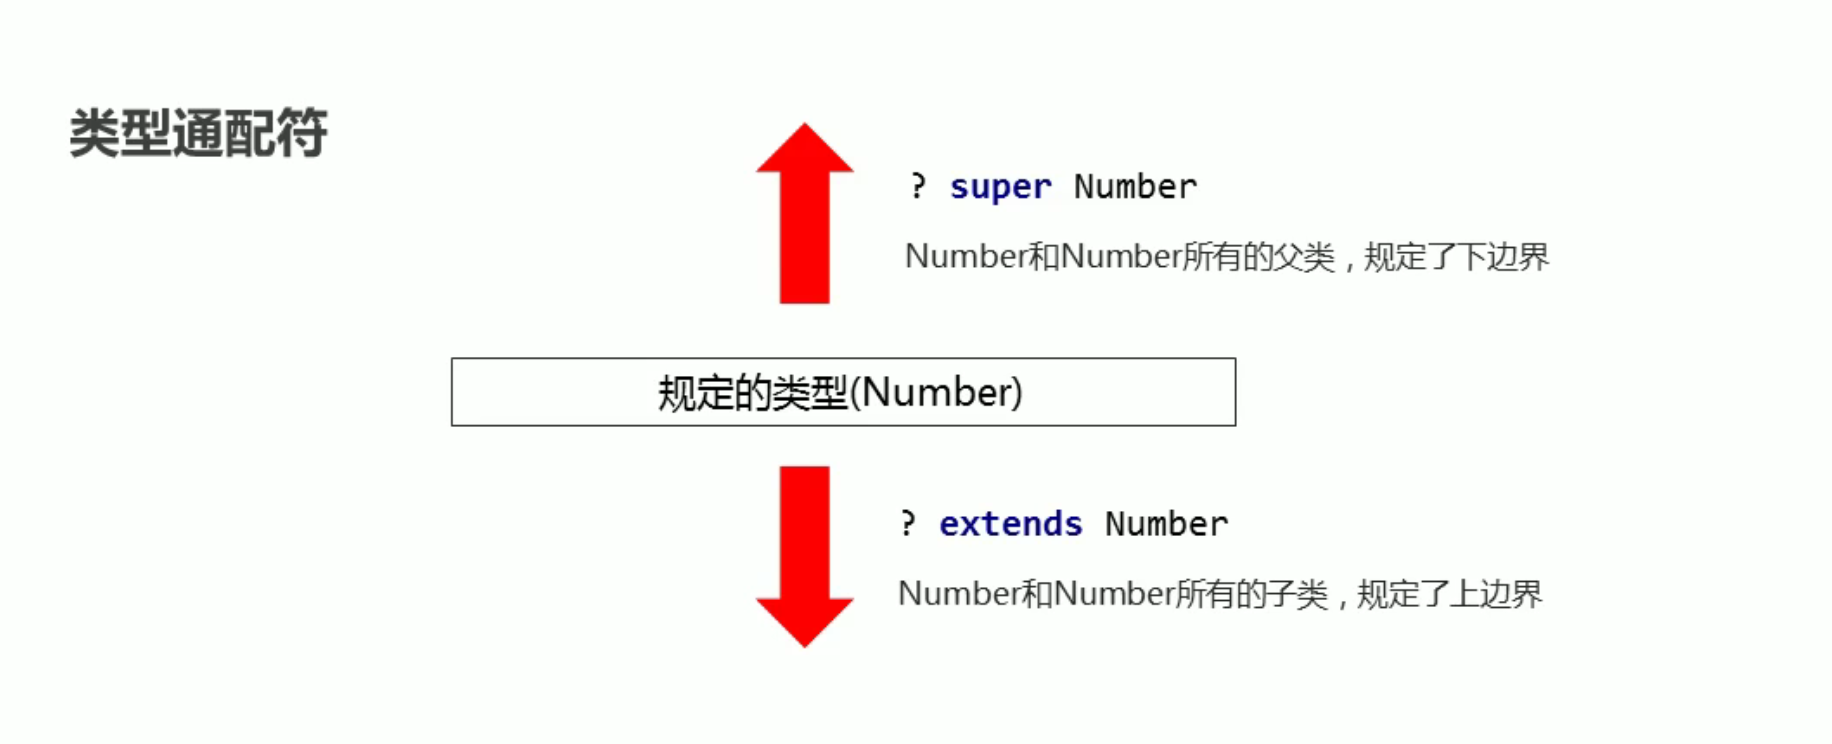 类型通配符
? super Number
Number和Number所有的父类，规定了下边界
规定的类型(Number)
? extends Number
Number和Number所有的子类，规定了上边界